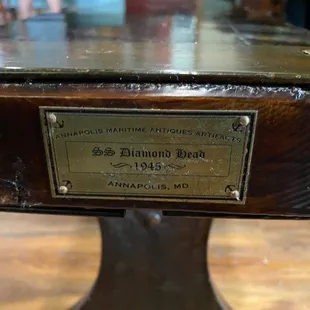 ANNAPOLIS MARITIME ANTIQUES ARTIFACTS
SS Diamond Head
1945
ANNAPOLIS, MD